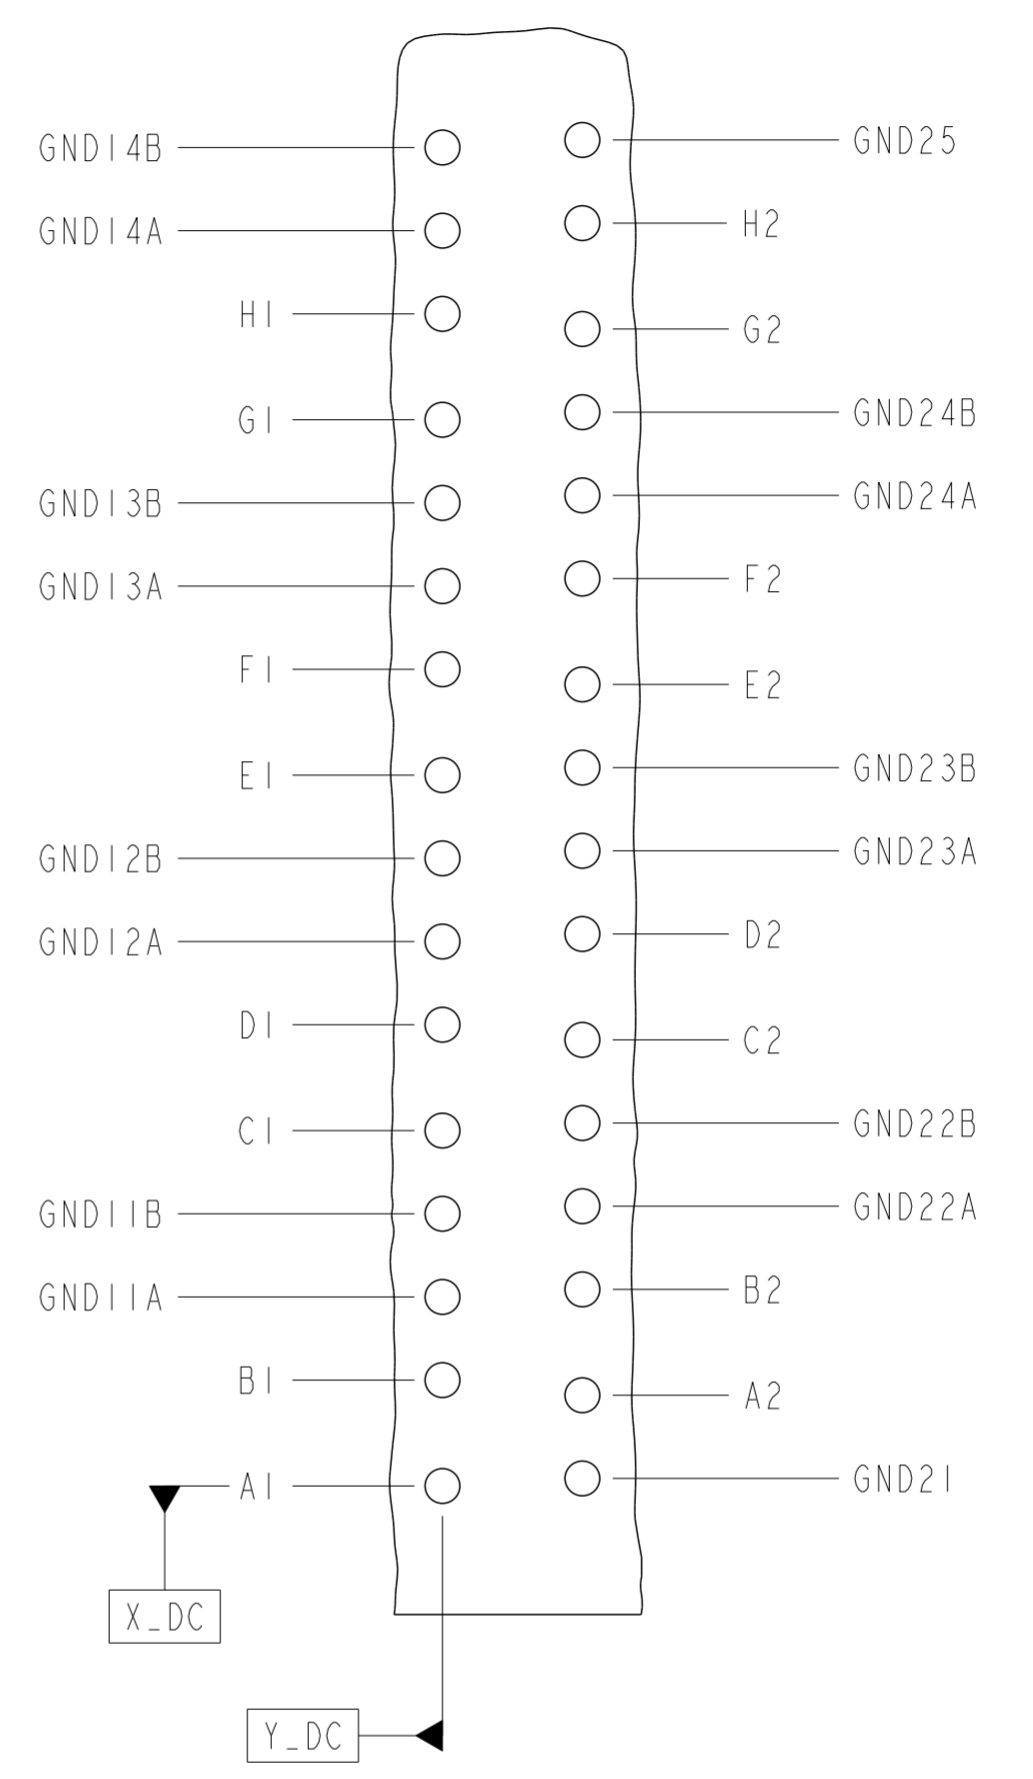 GND14B
GND25
GND14A
H2
H1
G2
G1
GND24B
GND13B
GND24A
GND13A
F2
F1
E2
E1
GND23B
GND12B
GND23A
GND12A
D2
D1
C2
C1
GND22B
GND11B
GND22A
GND11A
B2
B1
A2
A1
GND21
X_DC
Y_DC